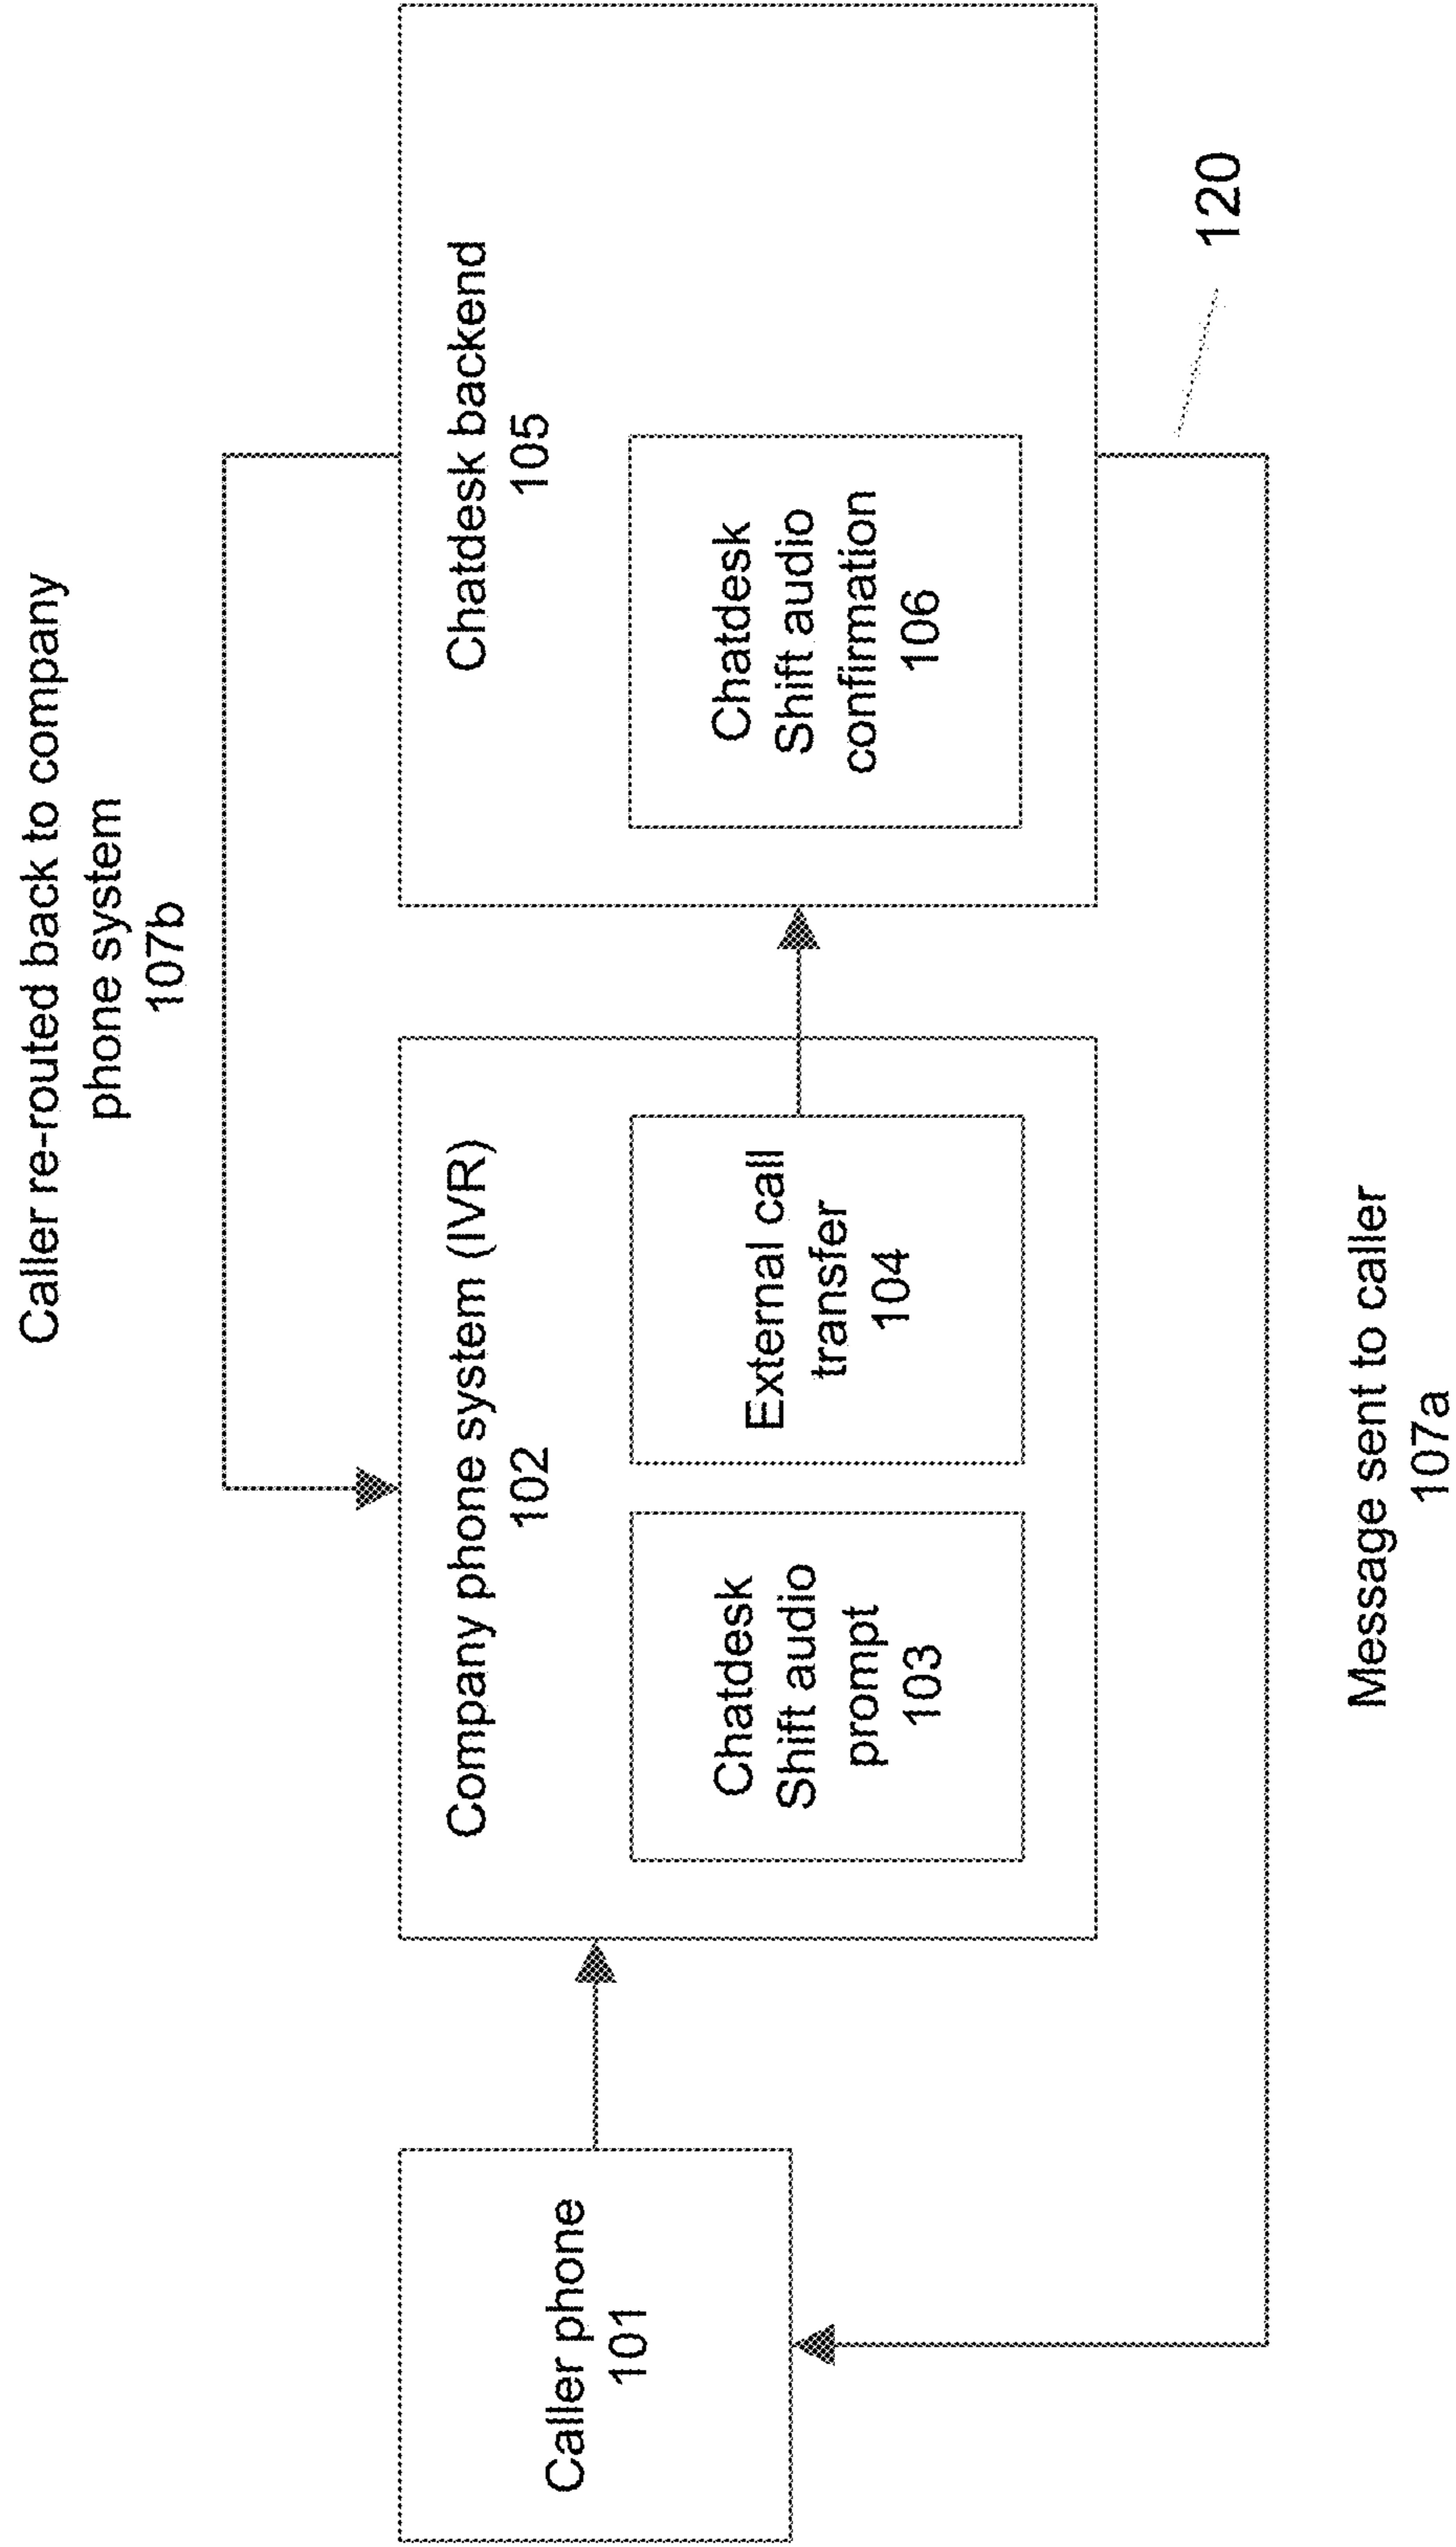 Caller re-routed back to company
phone system
107b
Caller phone
101
Company phone system (IVR)
102
Chatdesk
Shift audio
prompt
103
External call
transfer
104
Chatdesk backend
105
Chatdesk
Shift audio
confirmation
106
120
Message sent to caller
107a